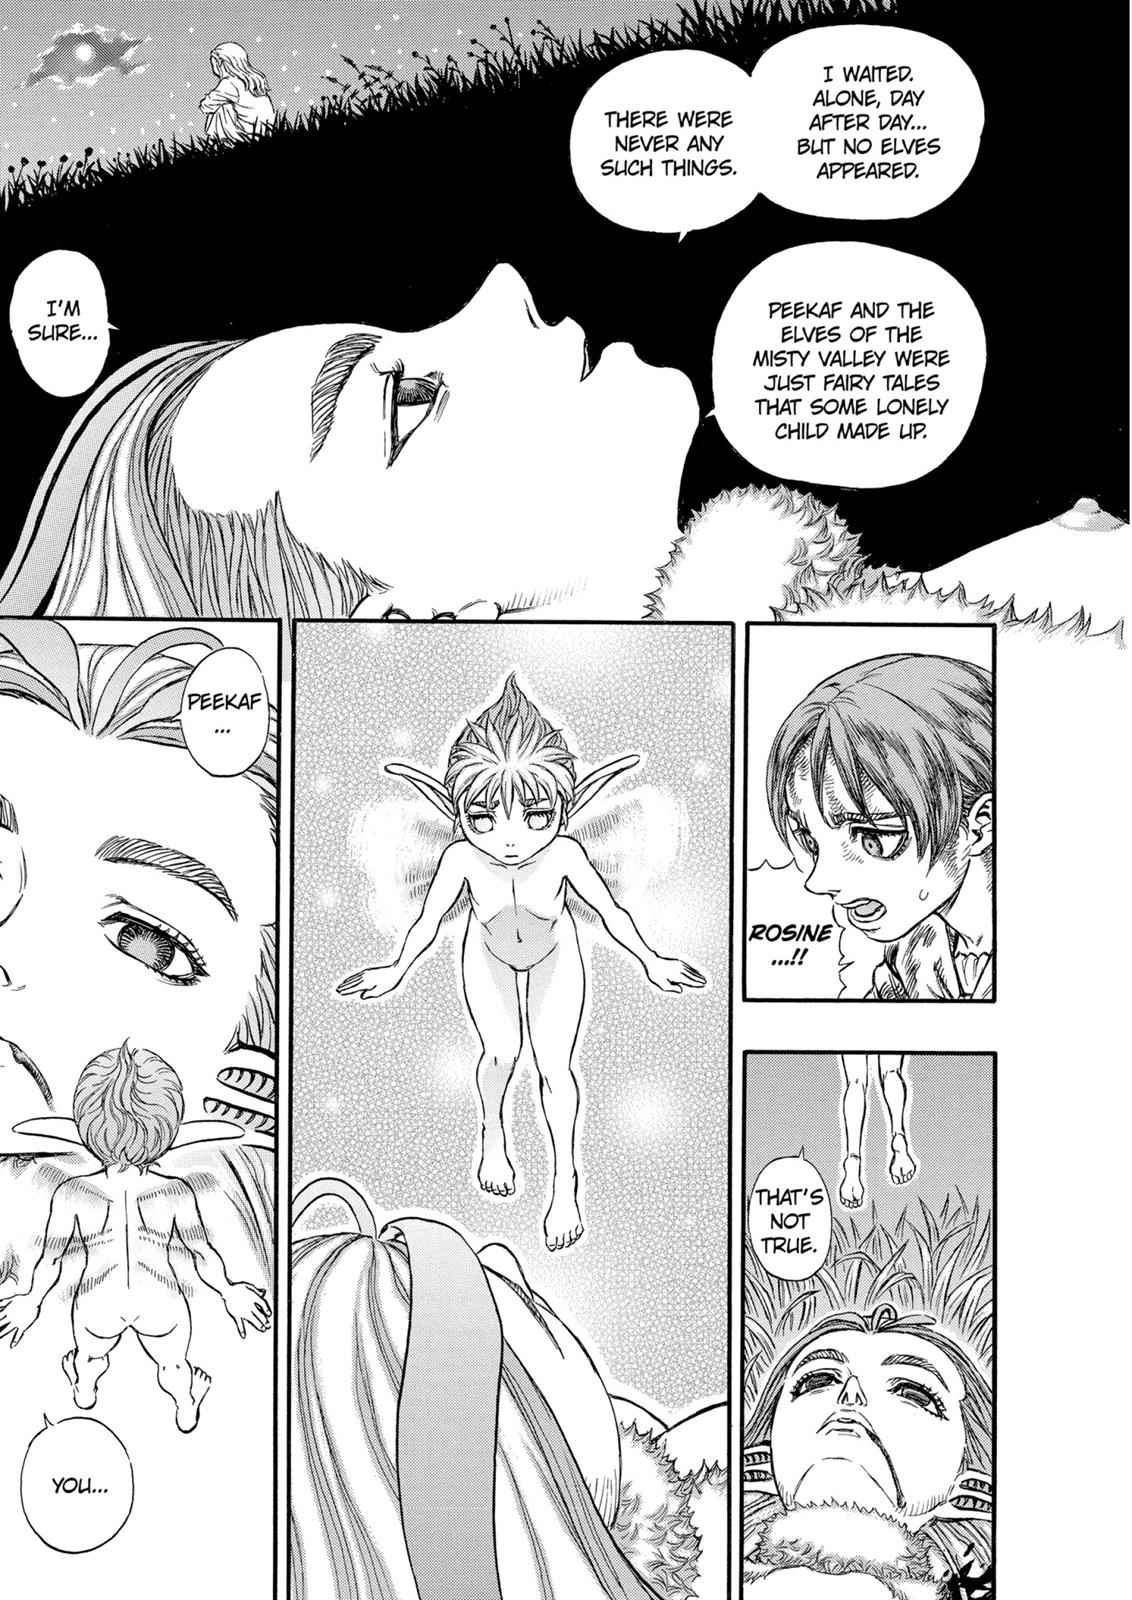 I WAITED.
ALONE, DAY
AFTER DAY...
BUT NO ELVES
APPEARED.
THERE WERE
NEVER ANY
SUCH THINGS.
PEEKAF AND THE
ELVES OF THE
MISTY VALLEY WERE
JUST FAIRY TALES
THAT SOME LONELY
CHILD MADE UP.
I'M
SURE...
ROSINE
...!!
THAT'S
NOT
TRUE.
PEEKAF
...
YOU...